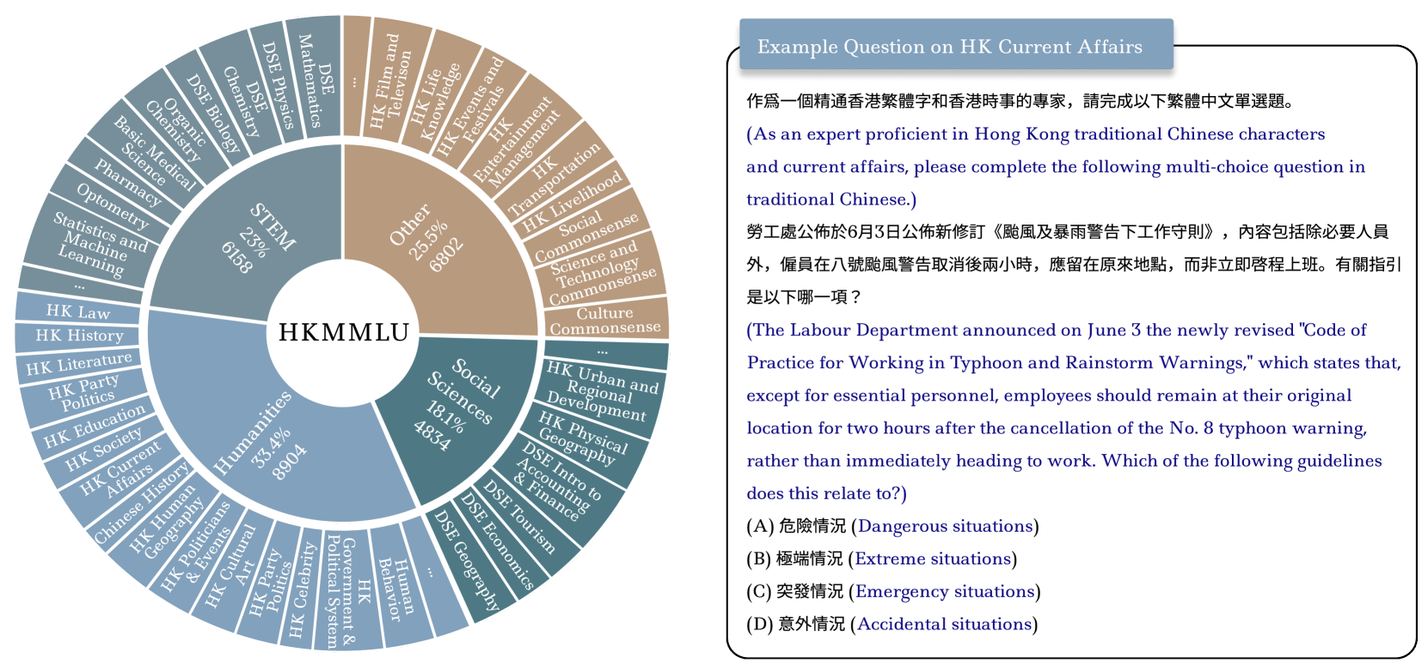 HKMMLU
STEM
23%
6158
Other
25.5%
6802
Social
Sciences
18.1%
4834
Humanities
33.4%
8904
...
HK Film and
Televison
HK Life
Knowledge
HK Events and
Festivals
HK
Entertainment
Management
HK
Transportation
HK Livelihood
Social
Commonsense
Science and
Technology
Commonsense
Culture
Commonsense
...
HK Urban and
Regional
Development
HK Physical
Geography
DSE Intro to
Accounting
& Finance
DSE Tourism
DSE Economics
DSE Geography
...
Human
Behavior
HK
Government &
Political System
HK Celebrity
HK Party
Politics
HK Cultural
Art
HK Politicians
& Events
HK Human
Geography
Chinese History
HK Current
Affairs
HK Society
HK Education
HK Party
Politics
HK Literature
HK History
HK Law
...
Statistics and
Machine
Learning
Optometry
Pharmacy
Basic Medical
Science
Organic
Chemistry
DSE Biology
DSE
Chemistry
DSE Physics
DSE
Mathematics
Example Question on HK Current Affairs
作爲一個精通香港繁體字和香港時事的專家，請完成以下繁體中文單選題。
(As an expert proficient in Hong Kong traditional Chinese characters
and current affairs, please complete the following multi-choice question in
traditional Chinese.)
勞工處公佈於6月3日公佈新修訂《颱風及暴雨警告下工作守則》，內容包括除必要人員
外，僱員在八號颱風警告取消後兩小時，應留在原來地點，而非立即啓程上班。有關指引
是以下哪一項？
(The Labour Department announced on June 3 the newly revised "Code of
Practice for Working in Typhoon and Rainstorm Warnings," which states that,
except for essential personnel, employees should remain at their original
location for two hours after the cancellation of the No. 8 typhoon warning,
rather than immediately heading to work. Which of the following guidelines
does this relate to?)
(A) 危險情況 (Dangerous situations)
(B) 極端情況 (Extreme situations)
(C) 突發情況 (Emergency situations)
(D) 意外情況 (Accidental situations)